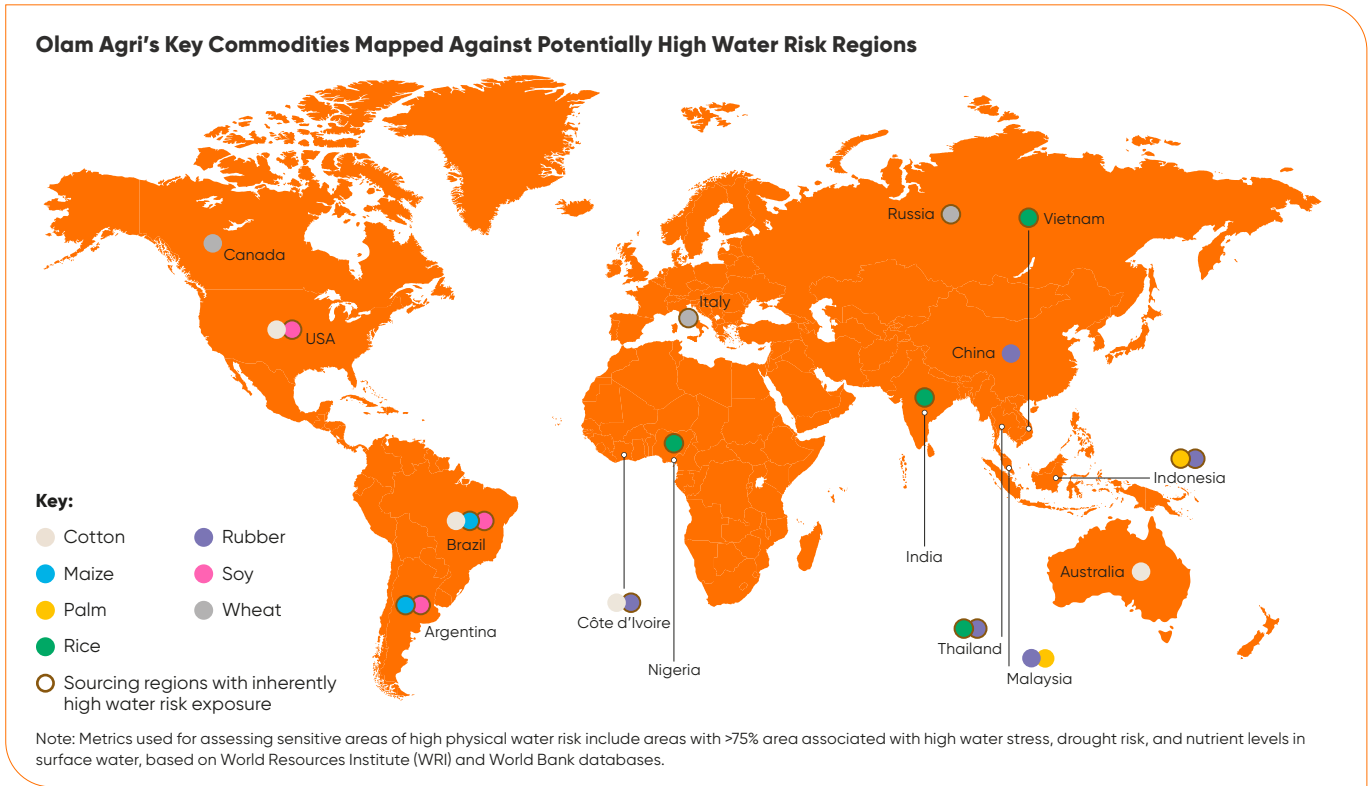 Olam Agri's Key Commodities Mapped Against Potentially High Water Risk Regions
Russia
Vietnam
Canada
Italy
USA
China
Indonesia
Brazil
India
Australia
Côte d'Ivoire
Argentina
Thailand
Nigeria
Malaysia
Key:
Cotton
Rubber
Maize
Soy
Palm
Wheat
Rice
Sourcing regions with inherently
high water risk exposure
Note: Metrics used for assessing sensitive areas of high physical water risk include areas with >75% area associated with high water stress, drought risk, and nutrient levels in
surface water, based on World Resources Institute (WRI) and World Bank databases.